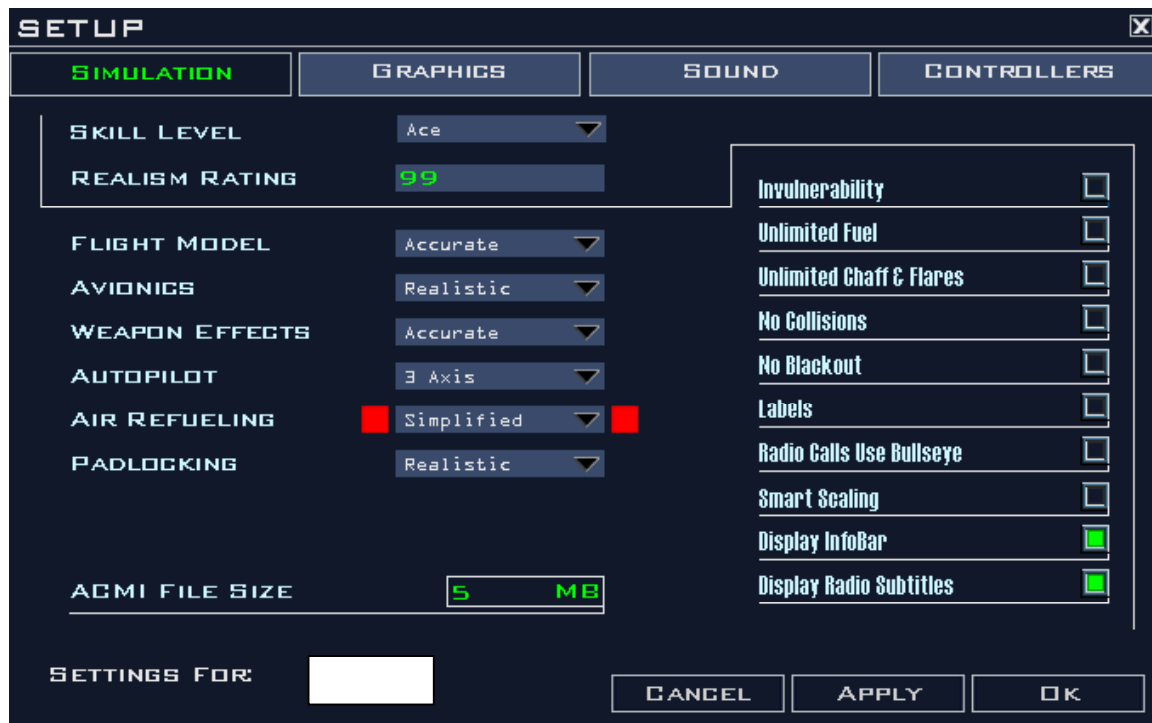 SETUP X
SIMULATION GRAPHICS SOUND CONTROLLERS
SKILL LEVEL Ace
REALISM RATING 99
FLIGHT MODEL Accurate
AVIONICS Realistic
WEAPON EFFECTS Accurate
AUTOPILOT 3 Axis
AIR REFUELING Simplified
PADLOCKING Realistic
ACMI FILE SIZE 5 MB
Invulnerability
Unlimited Fuel
Unlimited Chaff & Flares
No Collisions
No Blackout
Labels
Radio Calls Use Bullseye
Smart Scaling
Display InfoBar
Display Radio Subtitles
SETTINGS FOR:
CANCEL APPLY OK